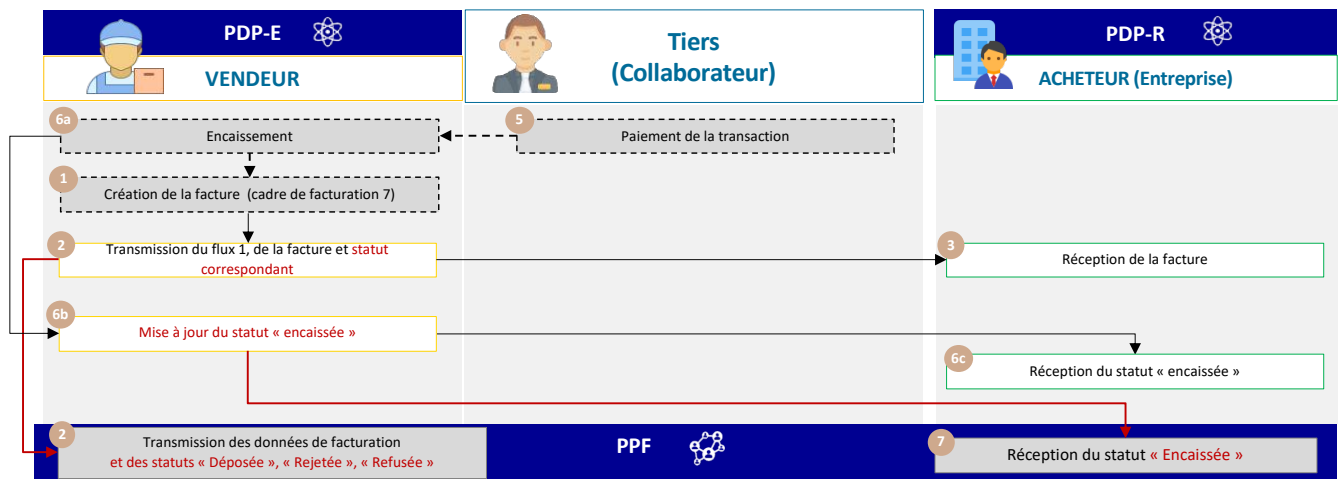 PDP-E
VENDEUR
Tiers
(Collaborateur)
PDP-R
ACHETEUR (Entreprise)
6a
Encaissement
5
Paiement de la transaction
1
Création de la facture (cadre de facturation 7)
2
Transmission du flux 1, de la facture et statut
correspondant
3
Réception de la facture
6b
Mise à jour du statut « encaissée »
6c
Réception du statut « encaissée »
2
Transmission des données de facturation
et des statuts « Déposée », « Rejetée », « Refusée »
PPF
7
Réception du statut « Encaissée »